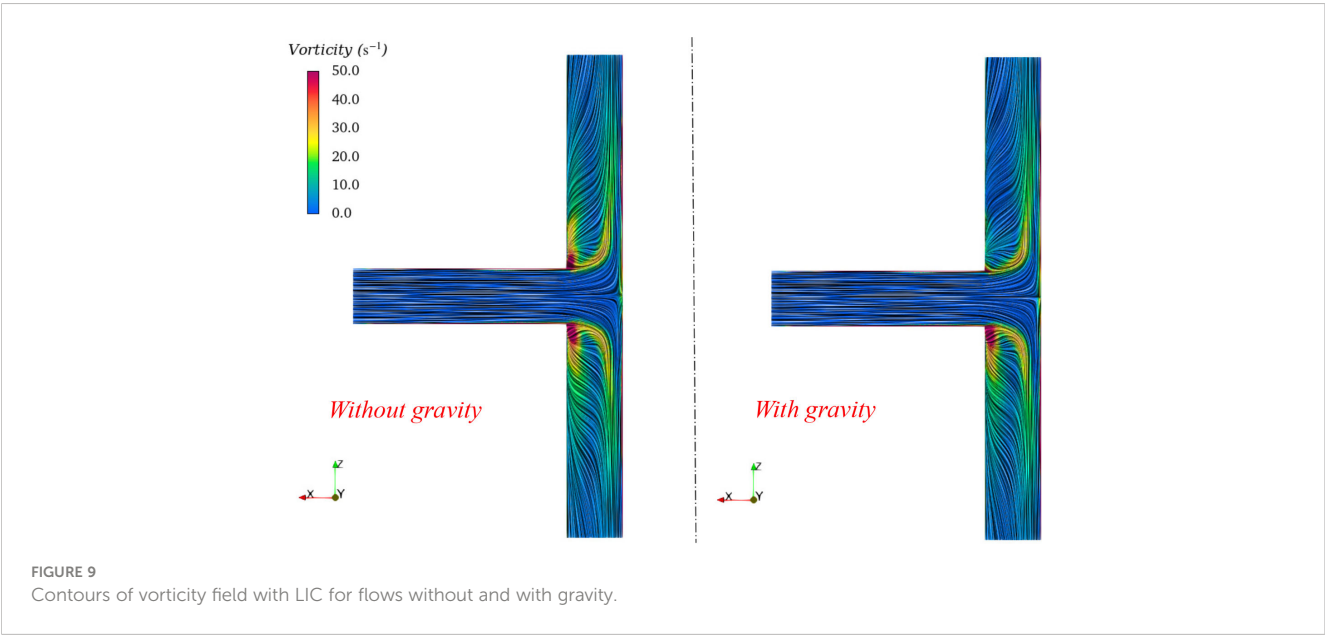 Vorticity (s⁻¹)
50.0
40.0
30.0
20.0
10.0
0.0
Without gravity
With gravity
Z
X
Y
Z
X
Y
FIGURE 9
Contours of vorticity field with LIC for flows without and with gravity.